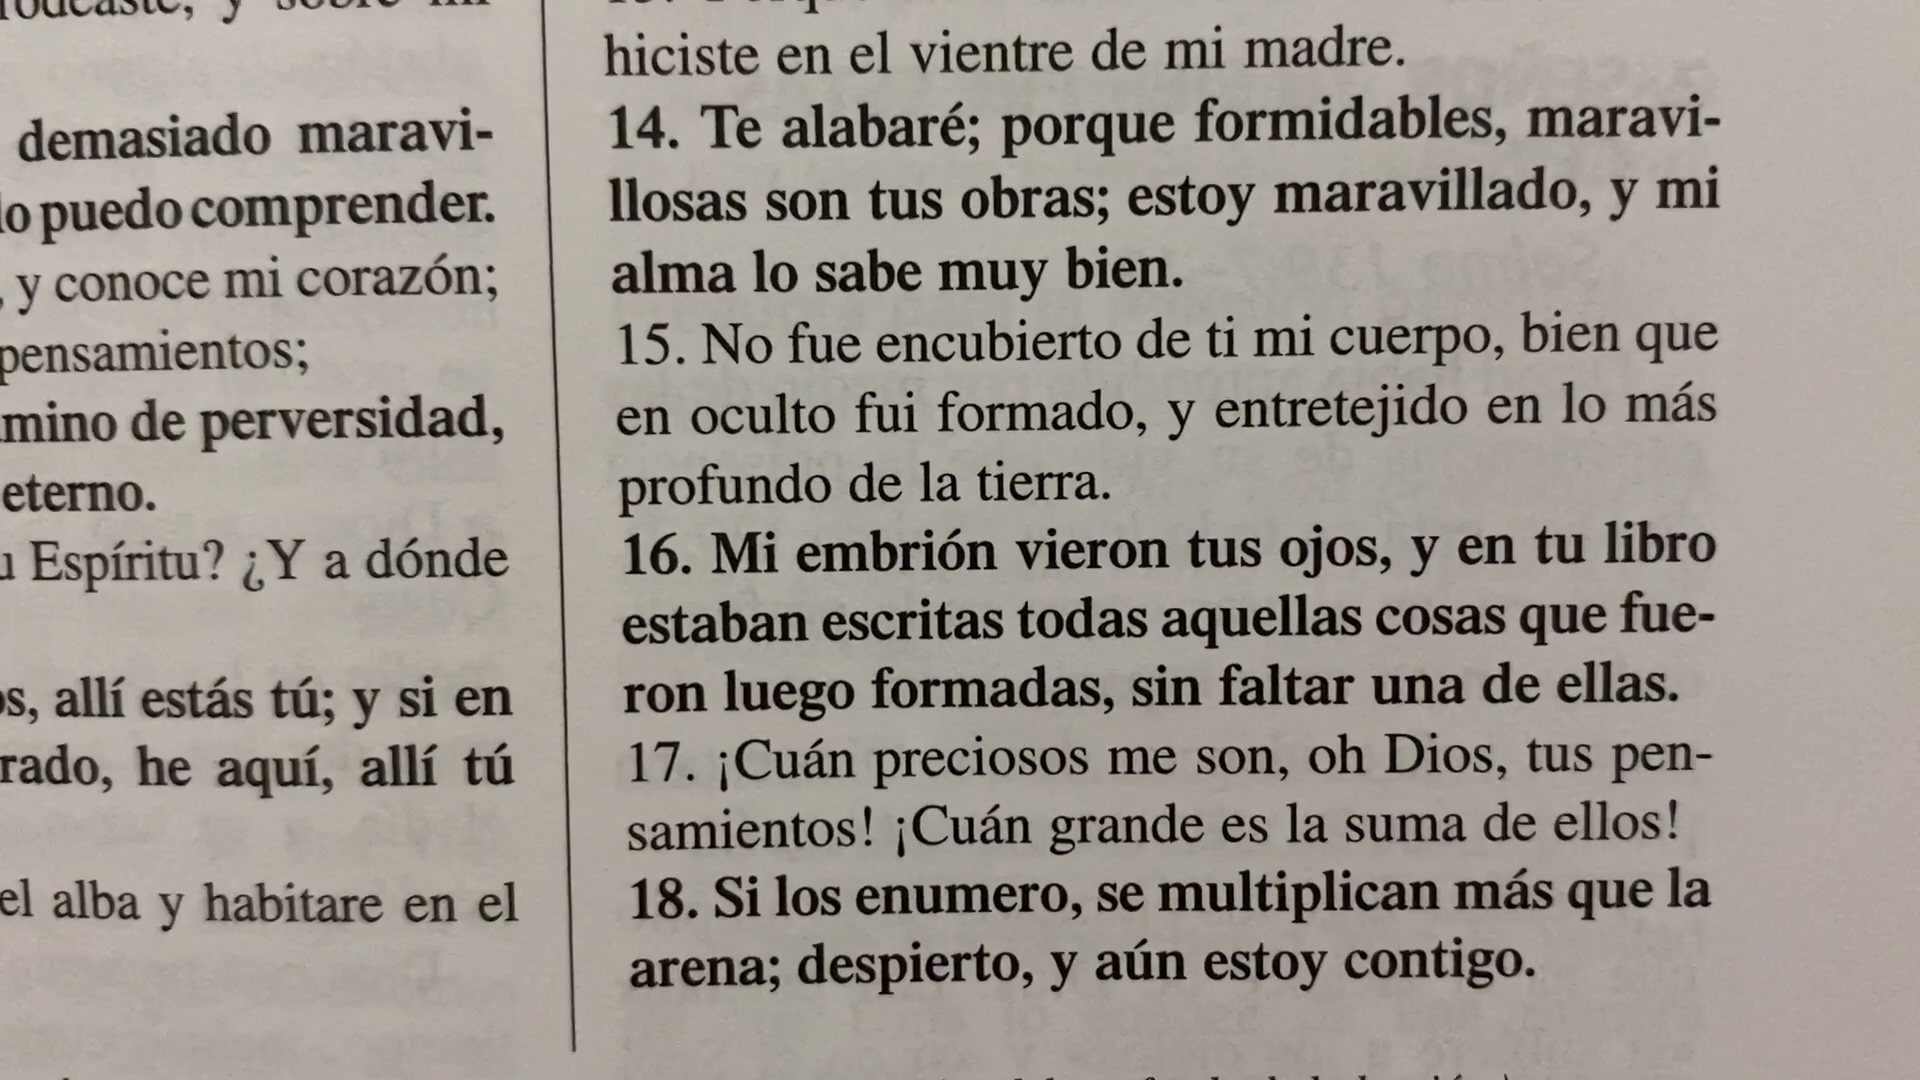 demasiado maravi-
lo puedo comprender.
, y conoce mi corazón;
pensamientos;
mino de perversidad,
eterno.
u Espíritu? ¿Y a dónde
os, allí estás tú; y si en
rado, he aquí, allí tú
el alba y habitare en el
hiciste en el vientre de mi madre.
14. Te alabaré; porque formidables, maravi-
llosas son tus obras; estoy maravillado, y mi
alma lo sabe muy bien.
15. No fue encubierto de ti mi cuerpo, bien que
en oculto fui formado, y entretejido en lo más
profundo de la tierra.
16. Mi embrión vieron tus ojos, y en tu libro
estaban escritas todas aquellas cosas que fue-
ron luego formadas, sin faltar una de ellas.
17. ¡Cuán preciosos me son, oh Dios, tus pen-
samientos! ¡Cuán grande es la suma de ellos!
18. Si los enumero, se multiplican más que la
arena; despierto, y aún estoy contigo.